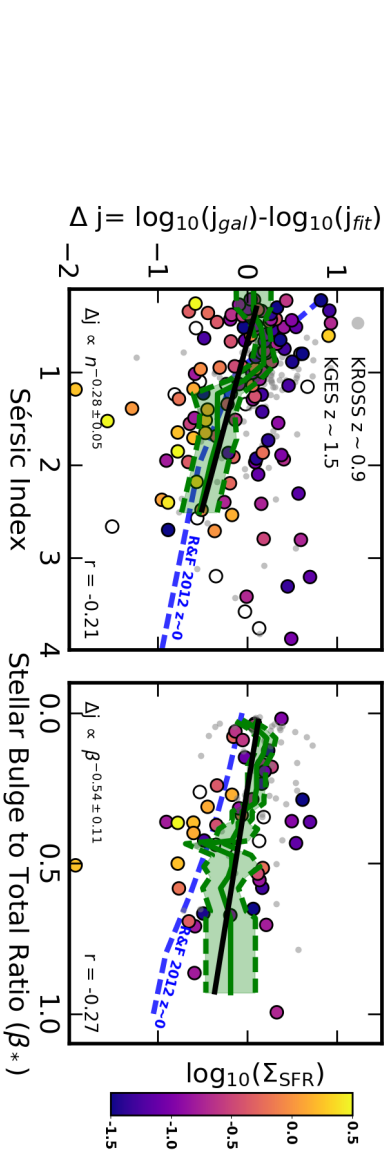 Δ j= log₁₀(j_gal)-log₁₀(j_fit)
1
0
−1
−2
KROSS z ~ 0.9
KGES z ~ 1.5
R&F 2012 z~0
Δj ∝ n^−0.28±0.05
r = -0.21
1
2
3
4
Sérsic Index
R&F 2012 z~0
Δj ∝ β^−0.54±0.11
r = -0.27
0.0
0.5
1.0
Stellar Bulge to Total Ratio (β*)
log₁₀(Σ_SFR)
-1.5
-1.0
-0.5
0.0
0.5